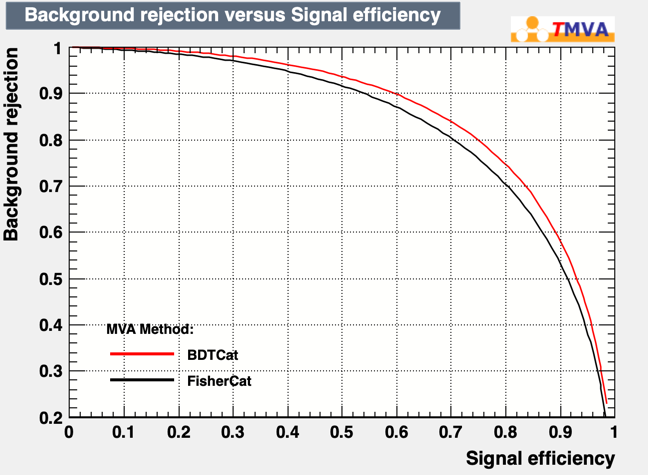 Background rejection versus Signal efficiency
TMVA
Background rejection
1
0.9
0.8
0.7
0.6
0.5
0.4
0.3
0.2
MVA Method:
BDTCat
FisherCat
0 0.1 0.2 0.3 0.4 0.5 0.6 0.7 0.8 0.9 1
Signal efficiency